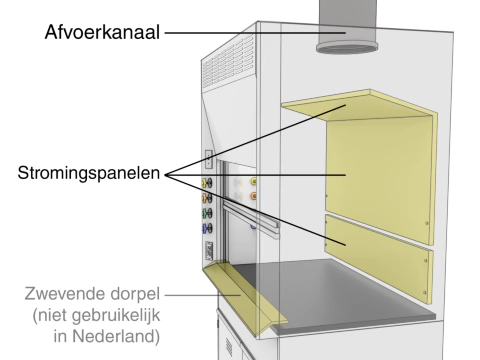 Afvoerkanaal
Stromingspanelen
Zwevende dorpel
(niet gebruikelijk
in Nederland)